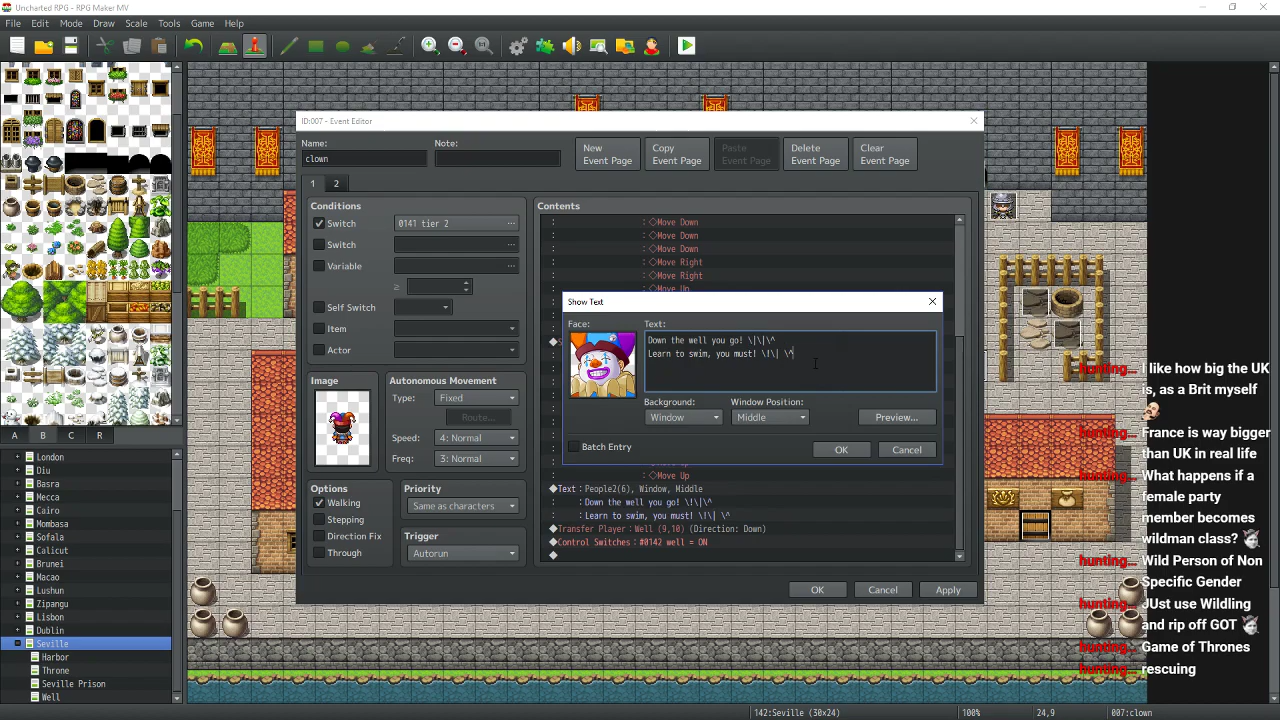 Uncharted RPG - RPG Maker MV
File Edit Mode Draw Scale Tools Game Help
ID:007 - Event Editor
Name:
clown
Note:
New
Event Page
Copy
Event Page
Paste
Event Page
Delete
Event Page
Clear
Event Page
1 2
Conditions
Switch 0141 tier 2 ...
Switch ...
Variable ...
≥
Self Switch
Item
Actor
Image
Autonomous Movement
Type: Fixed
Route...
Speed: 4: Normal
Freq: 3: Normal
Options
Walking
Stepping
Direction Fix
Through
Priority
Same as characters
Trigger
Autorun
Contents
: :◇Move Down
: :◇Move Down
: :◇Move Down
: :◇Move Right
: :◇Move Right
: :◇Move Up
Show Text
Face:
Text:
Down the well you go! \|\|\^
Learn to swim, you must! \!\| \^
Background:
Window
Window Position:
Middle
Preview...
Batch Entry
OK
Cancel
: :◇Move Up
◆Text：People2(6), Window, Middle
: :Down the well you go! \!\|\^
: :Learn to swim, you must! \!\| \^
◆Transfer Player：Well (9,10) (Direction: Down)
◆Control Switches：#0142 well = ON
◆
OK
Cancel
Apply
A B C R
London
Diu
Basra
Mecca
Cairo
Mombasa
Sofala
Calicut
Brunei
Macao
Lushun
Zipangu
Lisbon
Dublin
Seville
Harbor
Throne
Seville Prison
Well
hunting... I like how big the UK
is, as a Brit myself
hunting... France is way bigger
than UK in real life
hunting... What happens if a
female party
member becomes
wildman class?
hunting... Wild Person of Non
Specific Gender
hunting... JUst use Wildling
and rip off GOT
hunting... Game of Thrones
hunting... rescuing
142:Seville (30x24)
100%
24,9
007:clown